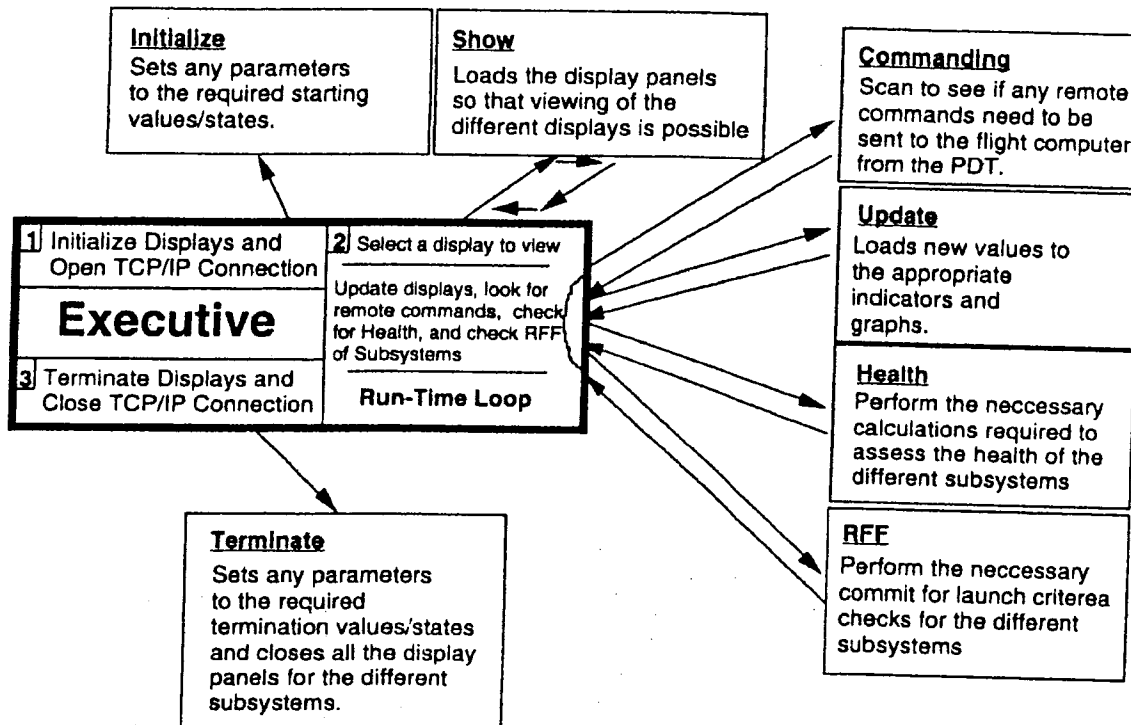 Initialize
Sets any parameters
to the required starting
values/states.
Show
Loads the display panels
so that viewing of the
different displays is possible
Commanding
Scan to see if any remote
commands need to be
sent to the flight computer
from the PDT.
1 Initialize Displays and
Open TCP/IP Connection
Executive
3 Terminate Displays and
Close TCP/IP Connection
2 Select a display to view
Update displays, look for
remote commands, check
for Health, and check RFF
of Subsystems
Run-Time Loop
Update
Loads new values to
the appropriate
indicators and
graphs.
Health
Perform the neccessary
calculations required to
assess the health of the
different subsystems
RFF
Perform the neccessary
commit for launch criterea
checks for the different
subsystems
Terminate
Sets any parameters
to the required
termination values/states
and closes all the display
panels for the different
subsystems.